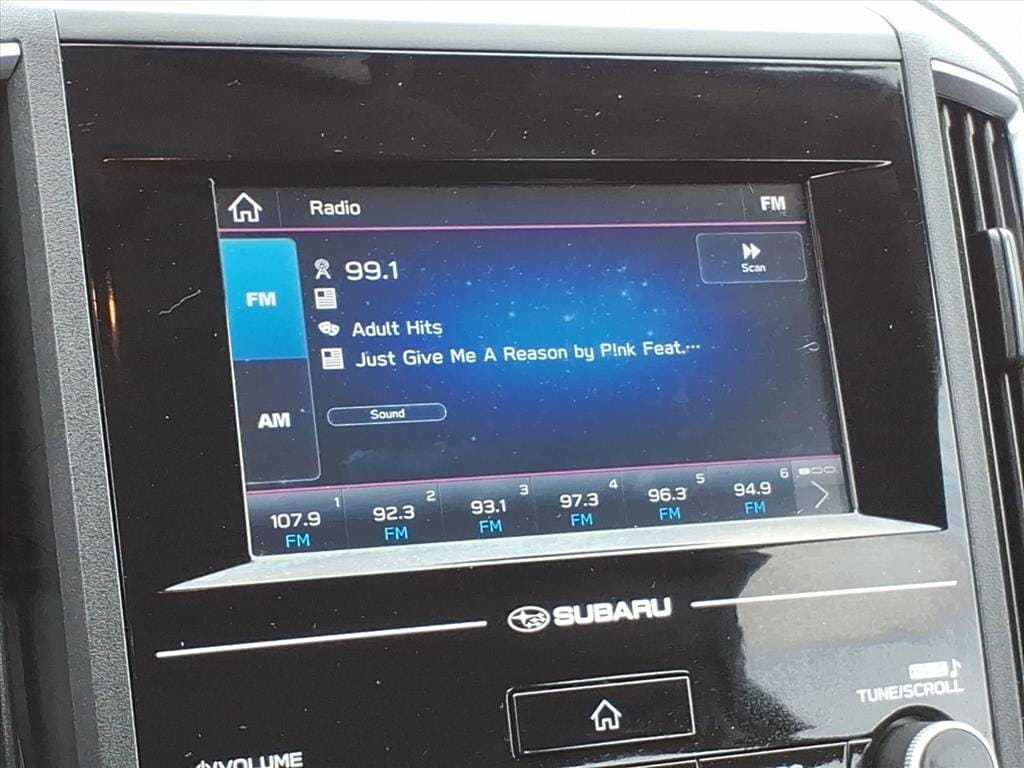 Radio
FM
FM
99.1
Scan
Adult Hits
Just Give Me A Reason by P!nk Feat.…
AM
Sound
1 2 3 4 5 6
107.9 92.3 93.1 97.3 96.3 94.9
FM FM FM FM FM FM
SUBARU
TUNE/SCROLL
VOLUME